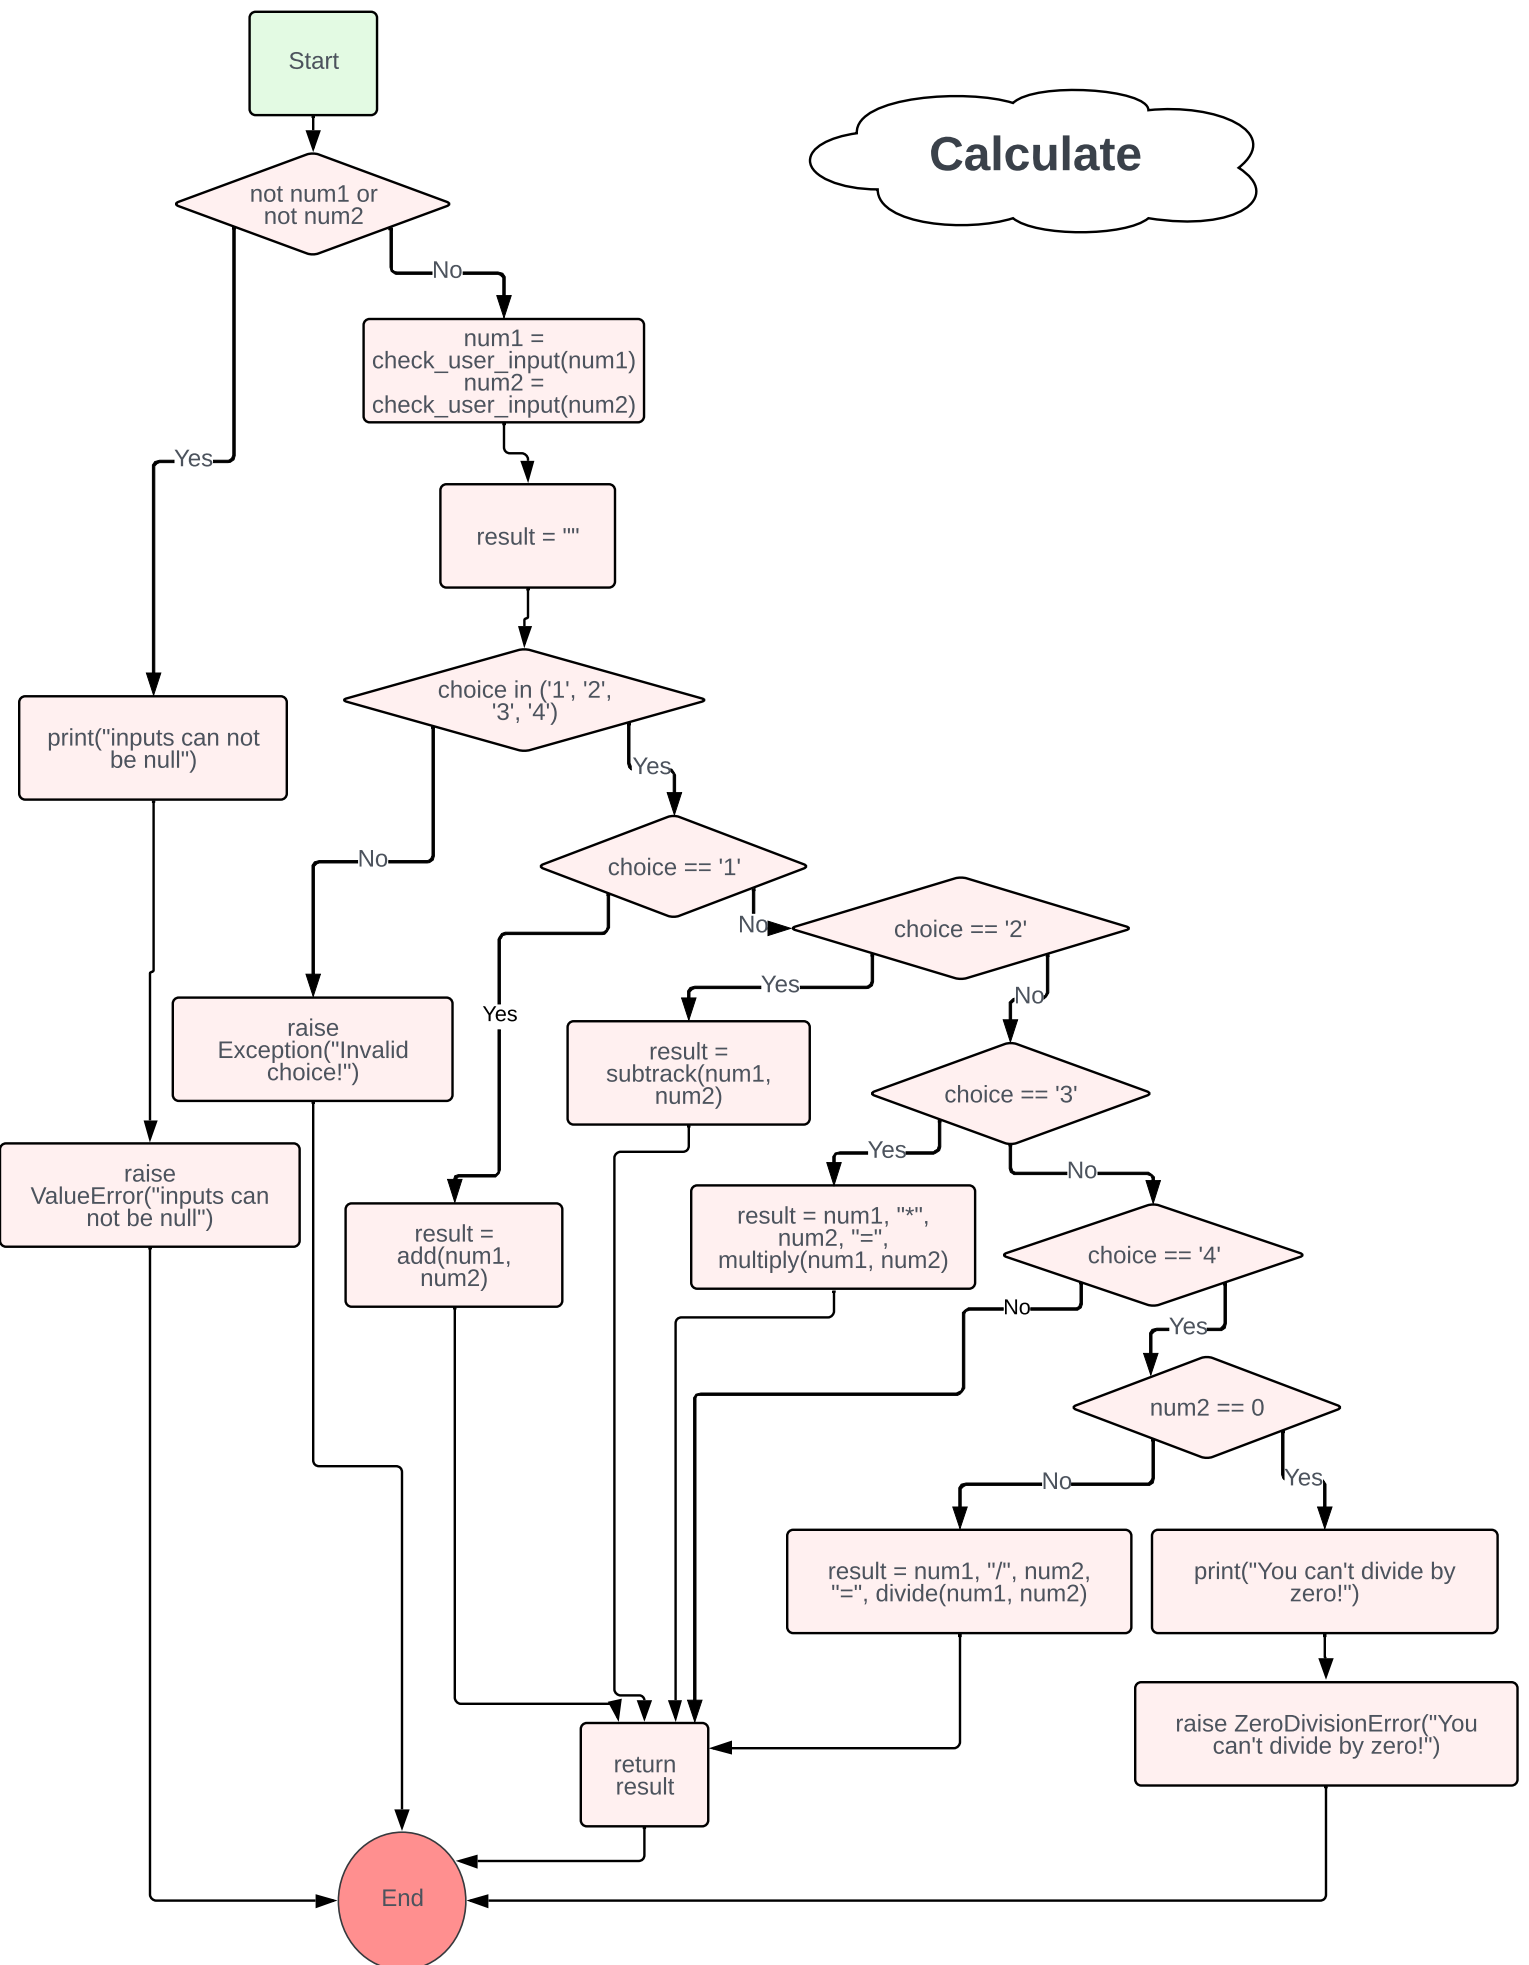 Start
Calculate
not num1 or
not num2
No
num1 =
check_user_input(num1)
num2 =
check_user_input(num2)
Yes
result = ""
choice in ('1', '2',
'3', '4')
print("inputs can not
be null")
Yes
No
choice == '1'
No
choice == '2'
Yes
Yes
No
raise
Exception("Invalid
choice!")
result =
subtrack(num1,
num2)
choice == '3'
Yes
No
raise
ValueError("inputs can
not be null")
result =
add(num1,
num2)
result = num1, "*",
num2, "=",
multiply(num1, num2)
choice == '4'
No
Yes
num2 == 0
No
Yes
result = num1, "/", num2,
"=", divide(num1, num2)
print("You can't divide by
zero!")
raise ZeroDivisionError("You
can't divide by zero!")
return
result
End